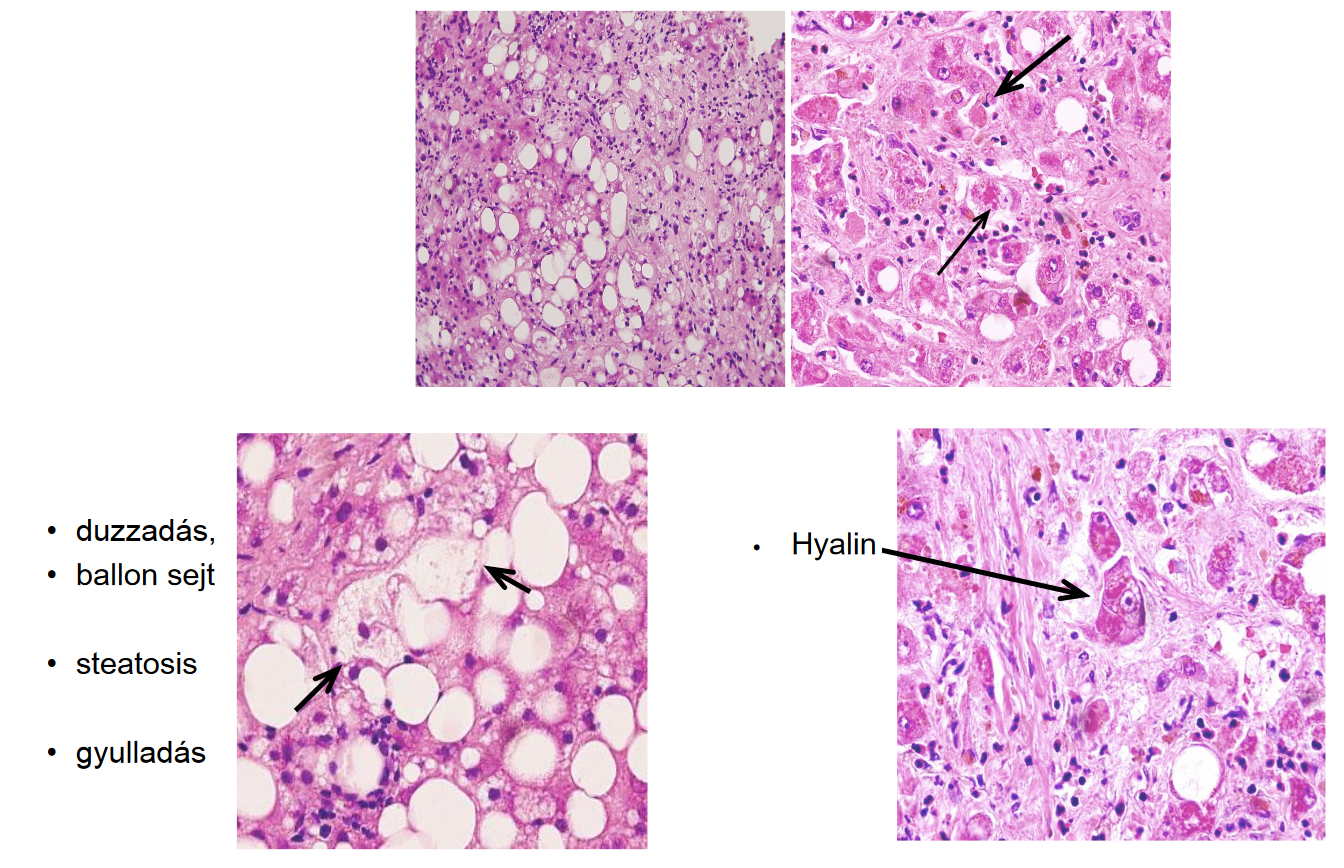 • duzzadás,
• ballon sejt
• steatosis
• gyulladás
• Hyalin